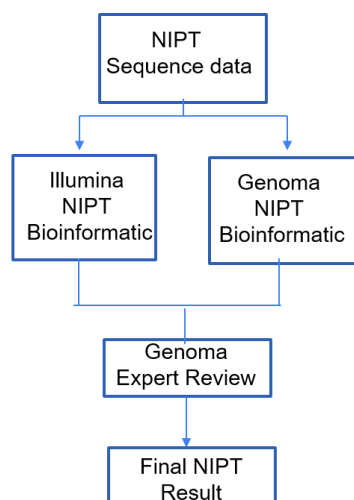 NIPT
Sequence data
Illumina
NIPT
Bioinformatic
Genoma
NIPT
Bioinformatic
Genoma
Expert Review
Final NIPT
Result